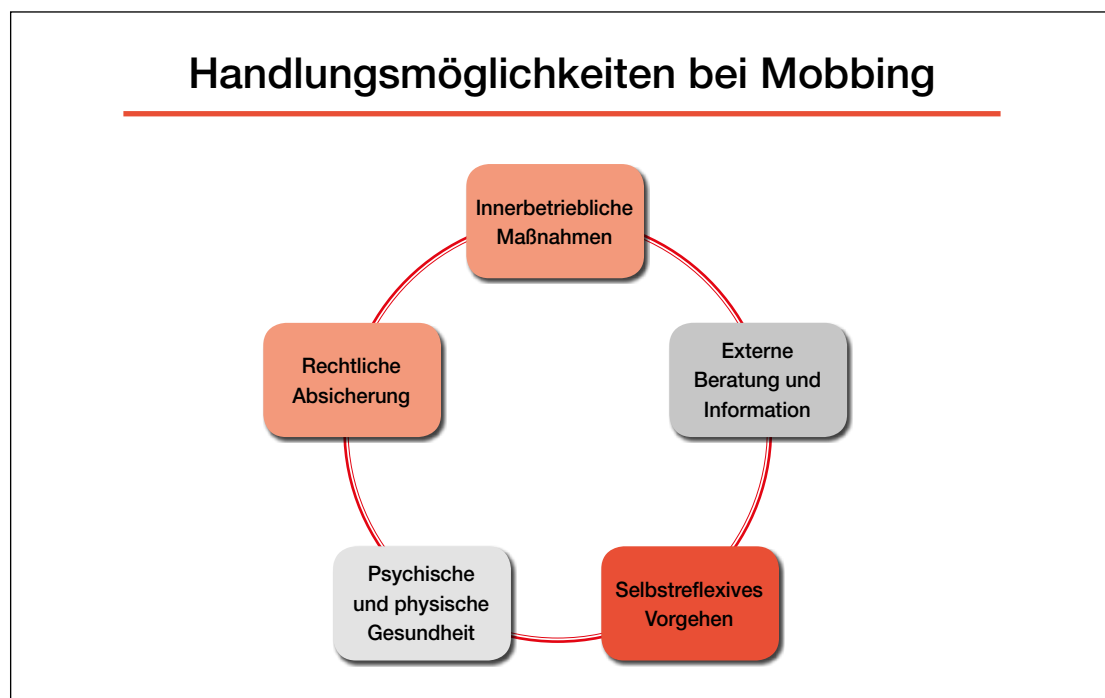 Handlungsmöglichkeiten bei Mobbing
Innerbetriebliche
Maßnahmen
Externe
Beratung und
Information
Selbstreflexives
Vorgehen
Psychische
und physische
Gesundheit
Rechtliche
Absicherung